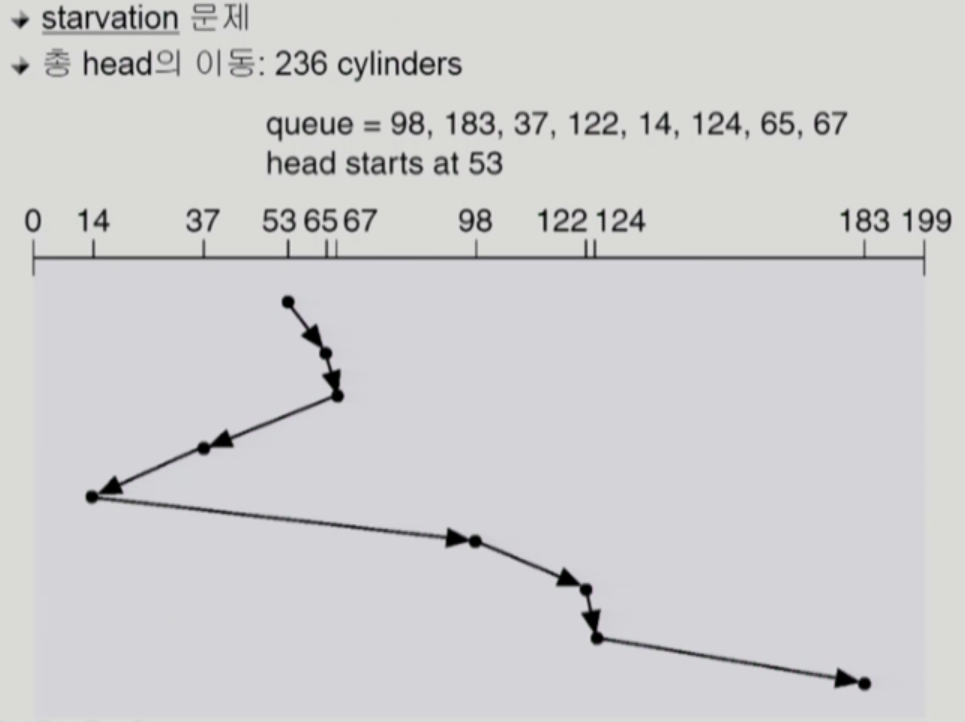 starvation 문제
총 head의 이동: 236 cylinders
queue = 98, 183, 37, 122, 14, 124, 65, 67
head starts at 53
0 14 37 53 65 67 98 122 124 183 199